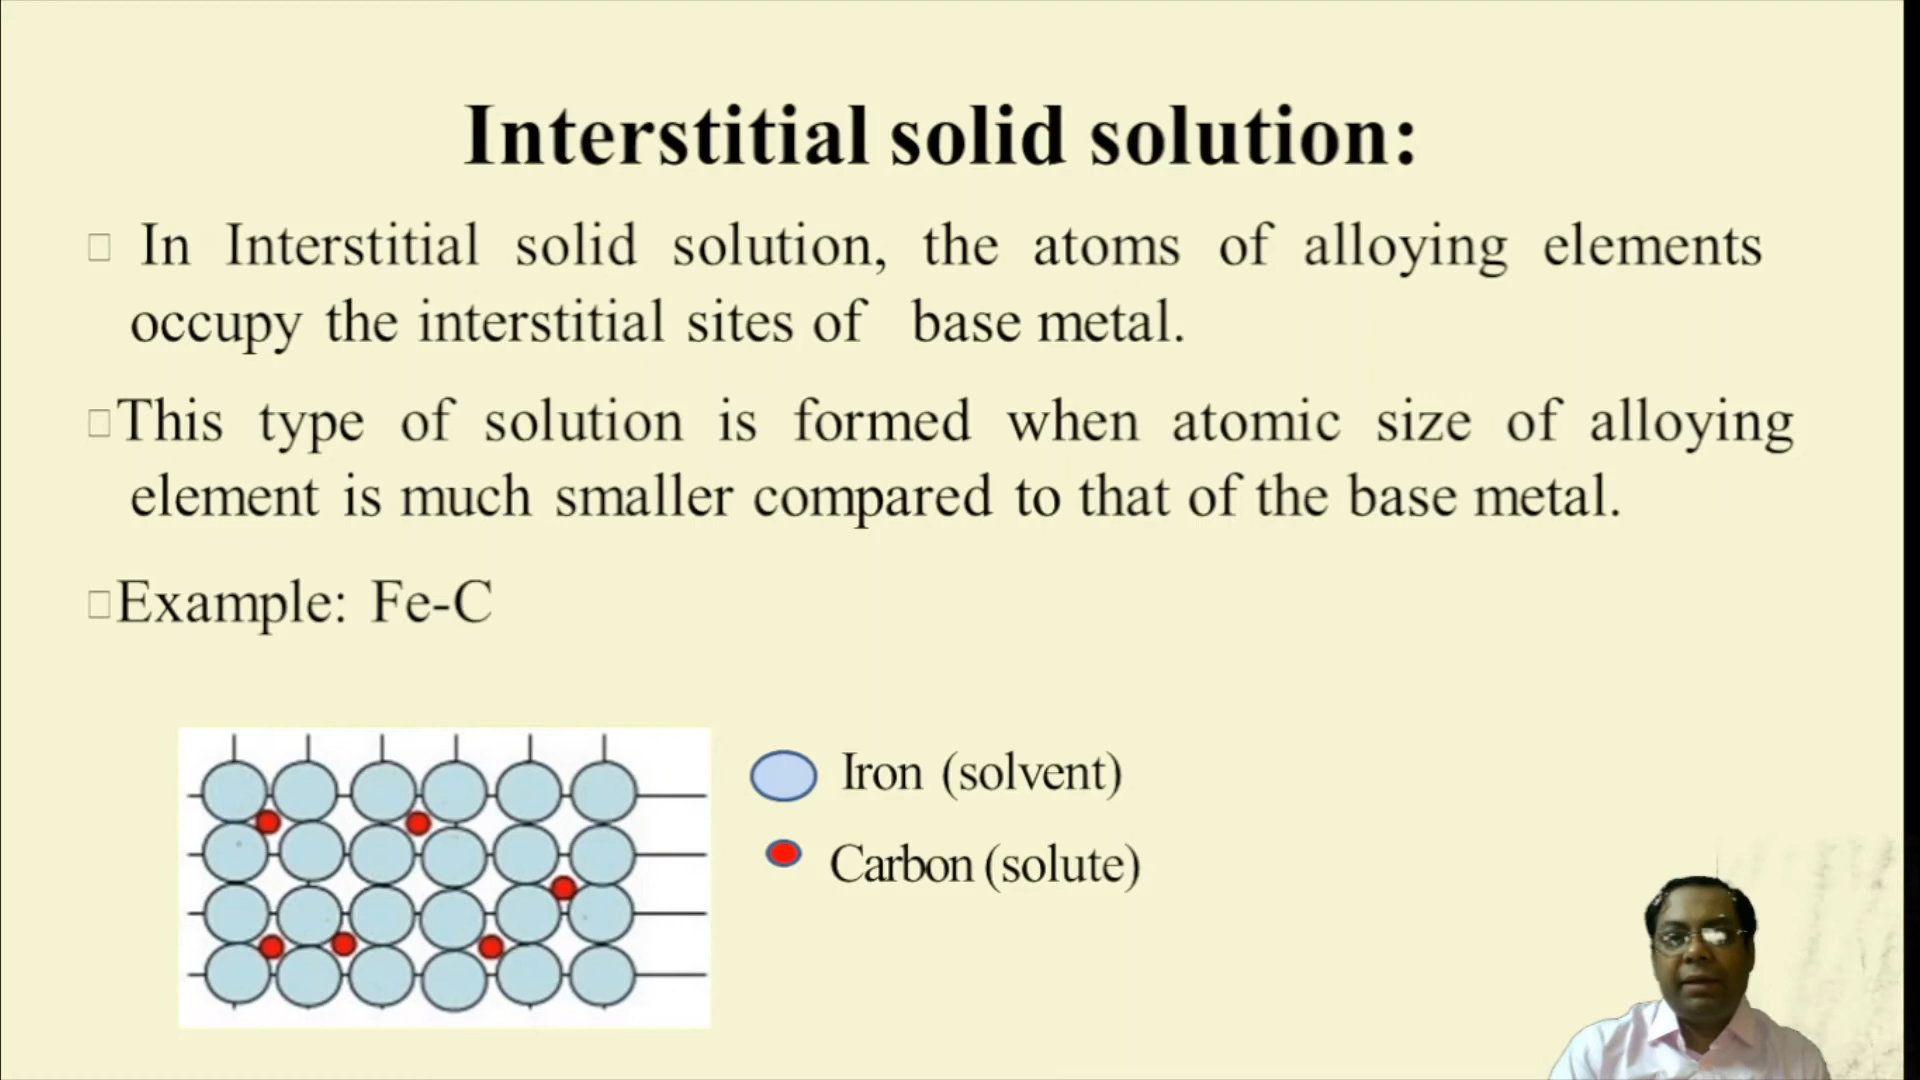 Interstitial solid solution:
In Interstitial solid solution, the atoms of alloying elements
occupy the interstitial sites of base metal.
This type of solution is formed when atomic size of alloying
element is much smaller compared to that of the base metal.
Example: Fe-C
Iron (solvent)
Carbon (solute)